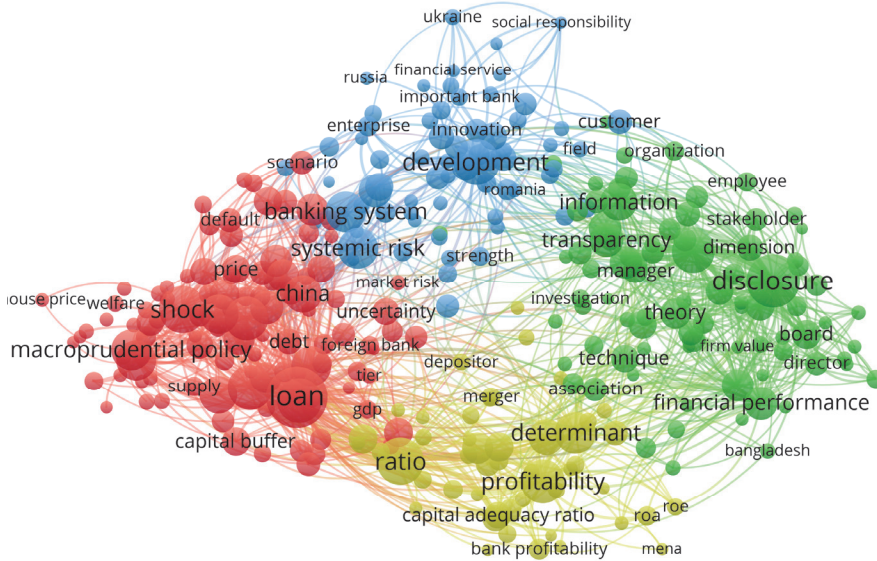 ukraine
social responsibility
russia
financial service
important bank
enterprise
innovation
customer
scenario
development
field
organization
romania
employee
default
banking system
information
stakeholder
systemic risk
strength
transparency
dimension
price
market risk
manager
disclosure
house price
welfare
shock
china
uncertainty
investigation
theory
macroprudential policy
debt
foreign bank
firm value
board
supply
tier
depositor
technique
director
loan
gdp
merger
association
financial performance
capital buffer
determinant
bangladesh
ratio
profitability
capital adequacy ratio
roa
roe
bank profitability
mena